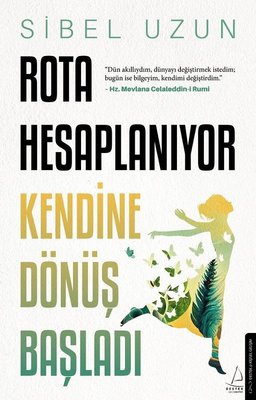 SİBEL UZUN
ROTA
"Dün akıllıydım, dünyayı değiştirmek istedim;
bugün ise bilgeyim, kendimi değiştirdim."
- Hz. Mevlana Celaleddin-i Rumi
HESAPLANIYOR
KENDİNE
DÖNÜŞ
BAŞLADI
DESTEK